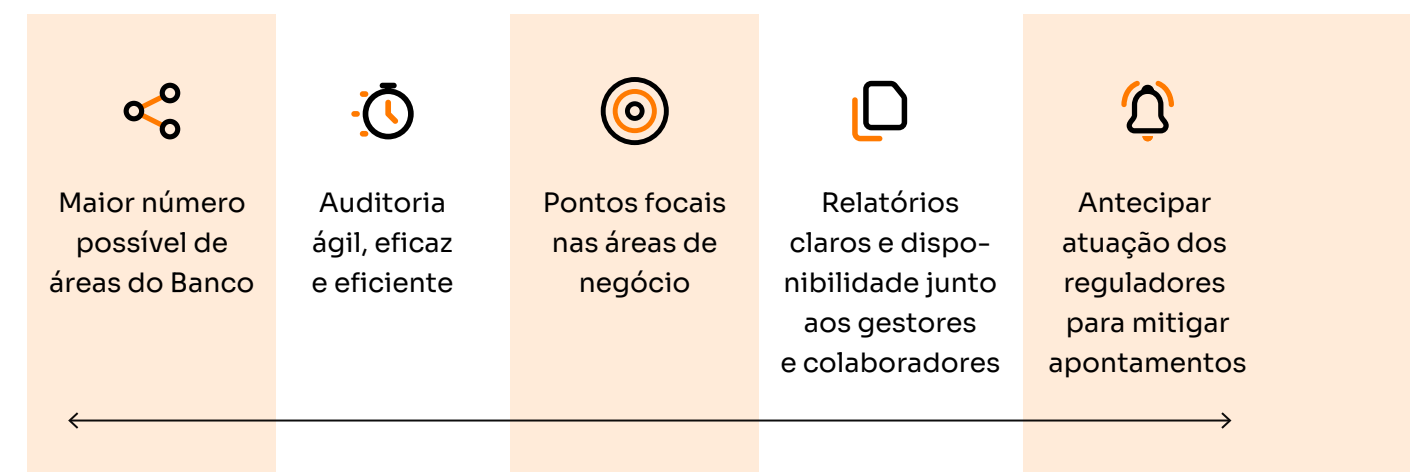 Maior número
possível de
áreas do Banco
Auditoria
ágil, eficaz
e eficiente
Pontos focais
nas áreas de
negócio
Relatórios
claros e dispo-
nibilidade junto
aos gestores
e colaboradores
Antecipar
atuação dos
reguladores
para mitigar
apontamentos